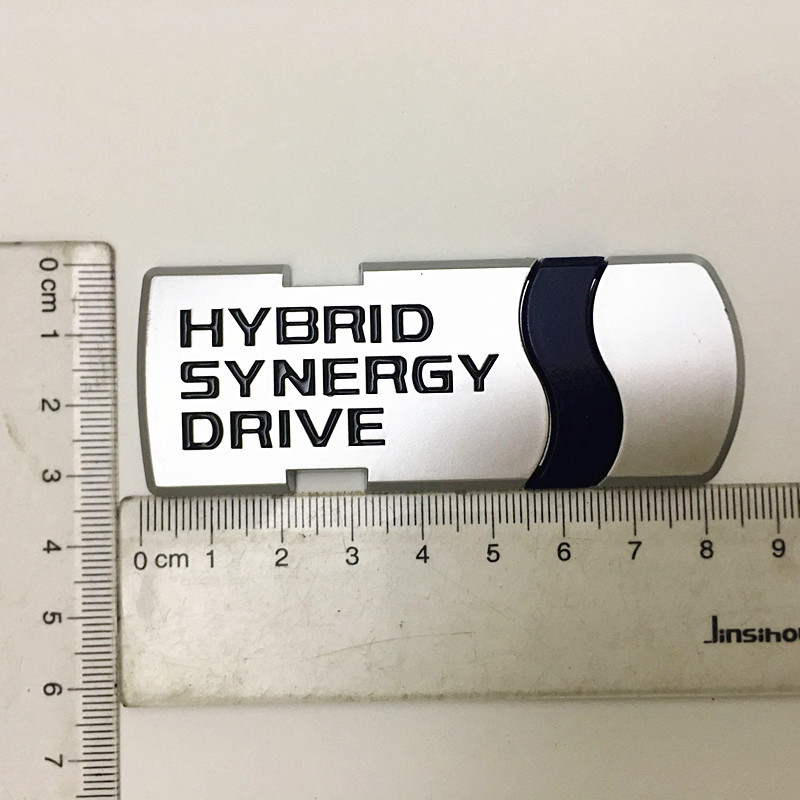 HYBRID
SYNERGY
DRIVE
0 cm 1 2 3 4 5 6 7
0 cm 1 2 3 4 5 6 7 8 9